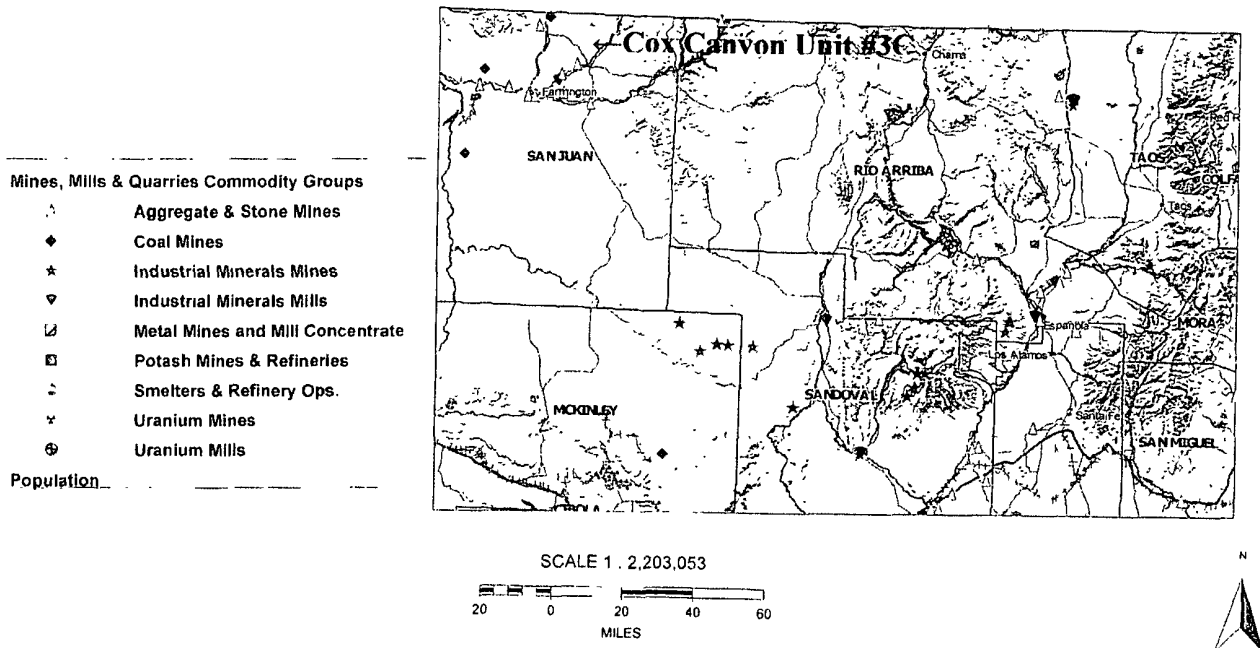 Cox Canyon Unit #3C
Chama
Farmington
Red R
SAN JUAN
TAOS
RIO ARRIBA
COLFA
Taos
Mines, Mills & Quarries Commodity Groups
Aggregate & Stone Mines
Coal Mines
Industrial Minerals Mines
Industrial Minerals Mills
Metal Mines and Mill Concentrate
Potash Mines & Refineries
Smelters & Refinery Ops.
Uranium Mines
Uranium Mills
Population
MORA
Espanola
Los Alamos
SANDOVAL
MCKINLEY
Santa Fe
SAN MIGUEL
CIBOLA
SCALE 1 . 2,203,053
20 0 20 40 60
MILES
N